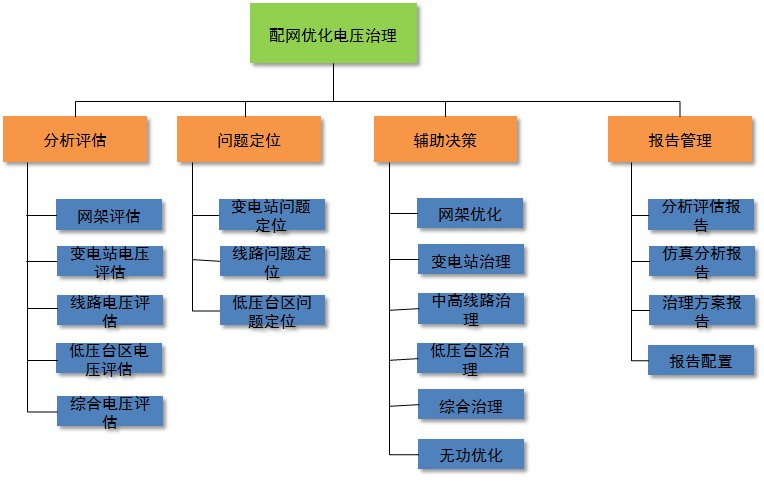 配网优化电压治理
分析评估
问题定位
辅助决策
报告管理
网架评估
变电站电压
评估
线路电压评
估
低压台区电
压评估
综合电压评
估
变电站问题
定位
线路问题定
位
低压台区问
题定位
网架优化
变电站治理
中高线路治
理
低压台区治
理
综合治理
无功优化
分析评估报
告
仿真分析报
告
治理方案报
告
报告配置